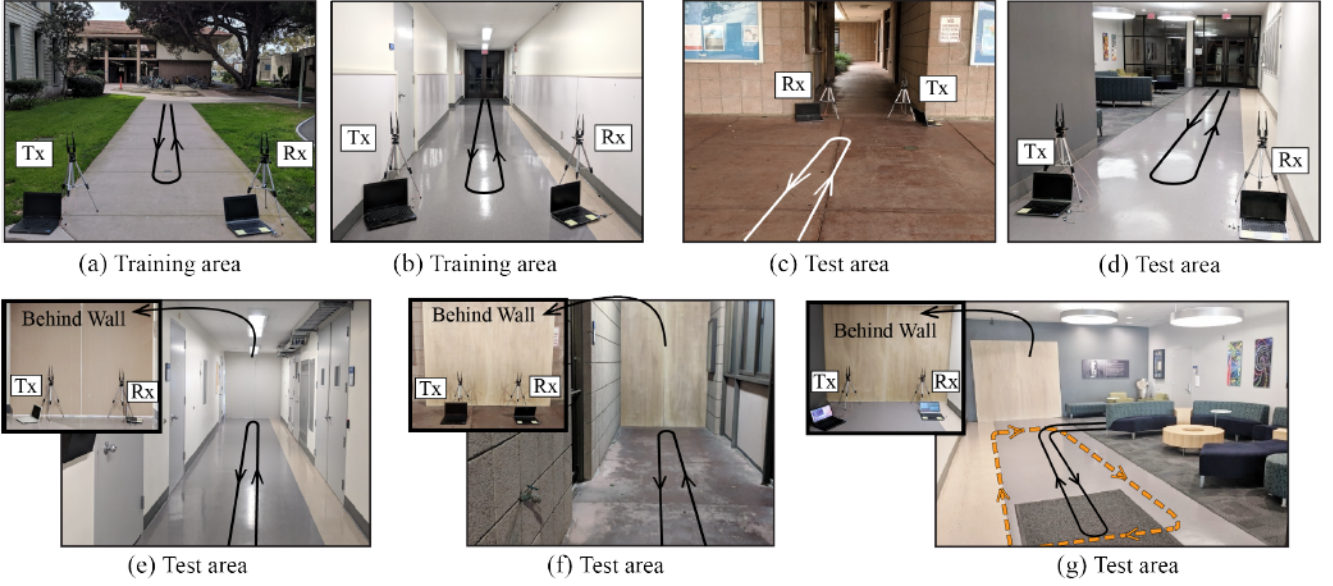 Tx
Rx
(a) Training area
Tx
Rx
(b) Training area
Rx
Tx
(c) Test area
Tx
Rx
(d) Test area
Behind Wall
Tx
Rx
(e) Test area
Behind Wall
Tx
Rx
(f) Test area
Behind Wall
Tx
Rx
(g) Test area